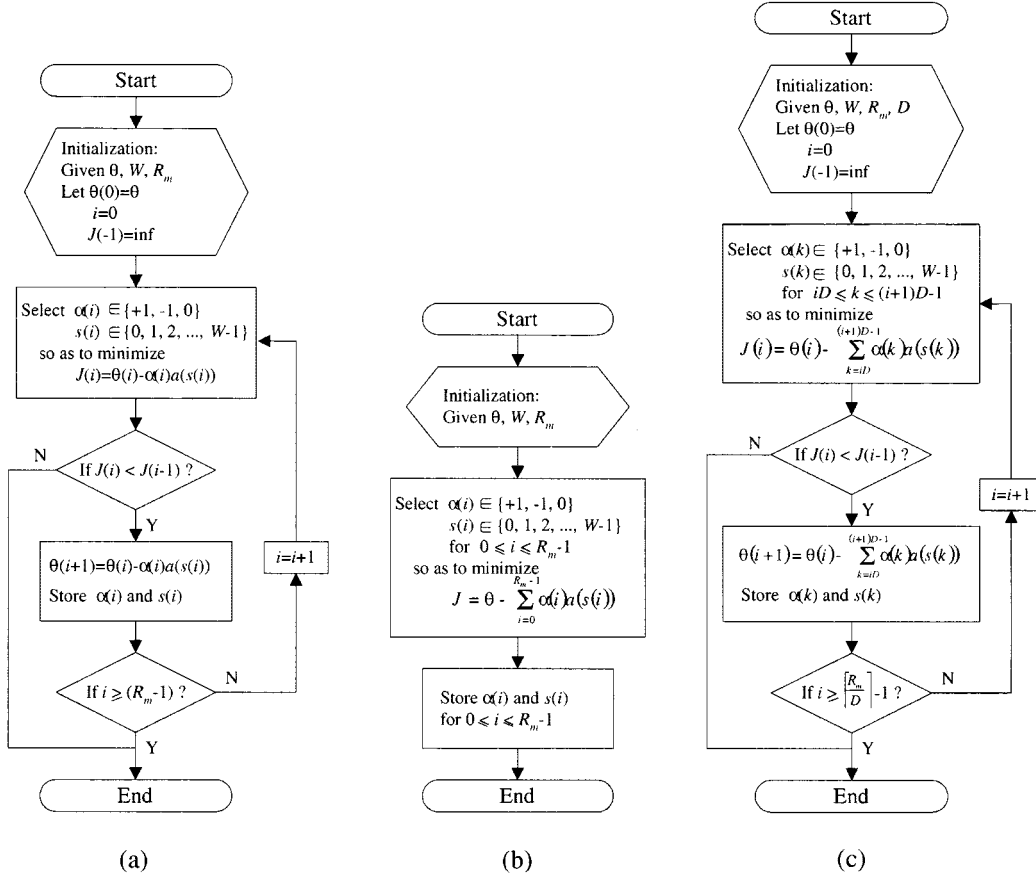 Start
Initialization:
Given θ, W, R_m
Let θ(0)=θ
i=0
J(-1)=inf
Select α(i) ∈{+1, -1, 0}
s(i) ∈{0, 1, 2, ..., W-1}
so as to minimize
J(i)=θ(i)-α(i)a(s(i))
If J(i) < J(i-1) ?
N
Y
θ(i+1)=θ(i)-α(i)a(s(i))
Store α(i) and s(i)
i=i+1
If i ⩾ (R_m-1) ?
N
Y
End
(a)
Start
Initialization:
Given θ, W, R_m
Select α(i) ∈ {+1, -1, 0}
s(i) ∈ {0, 1, 2, ..., W-1}
for 0 ⩽ i ⩽ R_m-1
so as to minimize
J = θ - ∑_{i=0}^{R_m-1} α(i)a(s(i))
Store α(i) and s(i)
for 0 ⩽ i ⩽ R_m-1
End
(b)
Start
Initialization:
Given θ, W, R_m, D
Let θ(0)=θ
i=0
J(-1)=inf
Select α(k)∈ {+1, -1, 0}
s(k)∈ {0, 1, 2, ..., W-1}
for iD ⩽ k ⩽ (i+1)D-1
so as to minimize
J(i) = θ(i)- ∑_{k=iD}^{(i+1)D-1} α(k)a(s(k))
If J(i) < J(i-1) ?
N
Y
θ(i+1) = θ(i)- ∑_{k=iD}^{(i+1)D-1} α(k)a(s(k))
Store α(k) and s(k)
i=i+1
If i ⩾ ⌈R_m/D⌉ -1 ?
N
Y
End
(c)